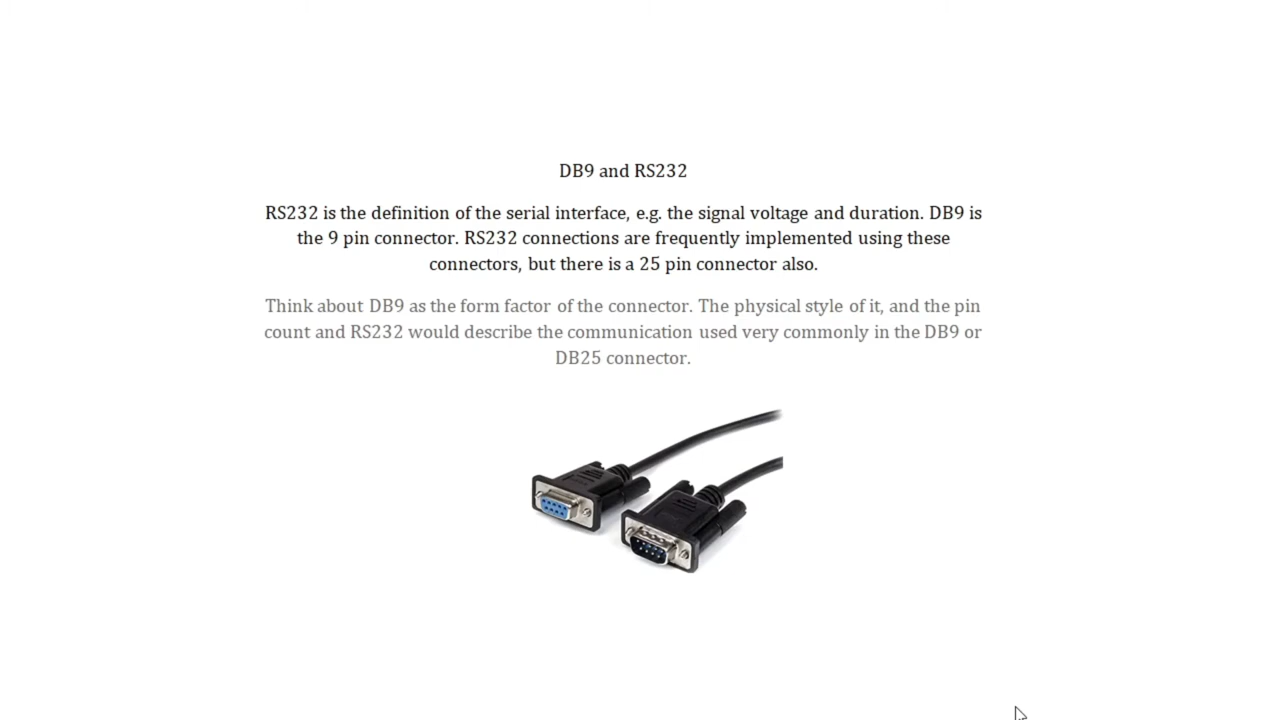 DB9 and RS232
RS232 is the definition of the serial interface, e.g. the signal voltage and duration. DB9 is
the 9 pin connector. RS232 connections are frequently implemented using these
connectors, but there is a 25 pin connector also.
Think about DB9 as the form factor of the connector. The physical style of it, and the pin
count and RS232 would describe the communication used very commonly in the DB9 or
DB25 connector.